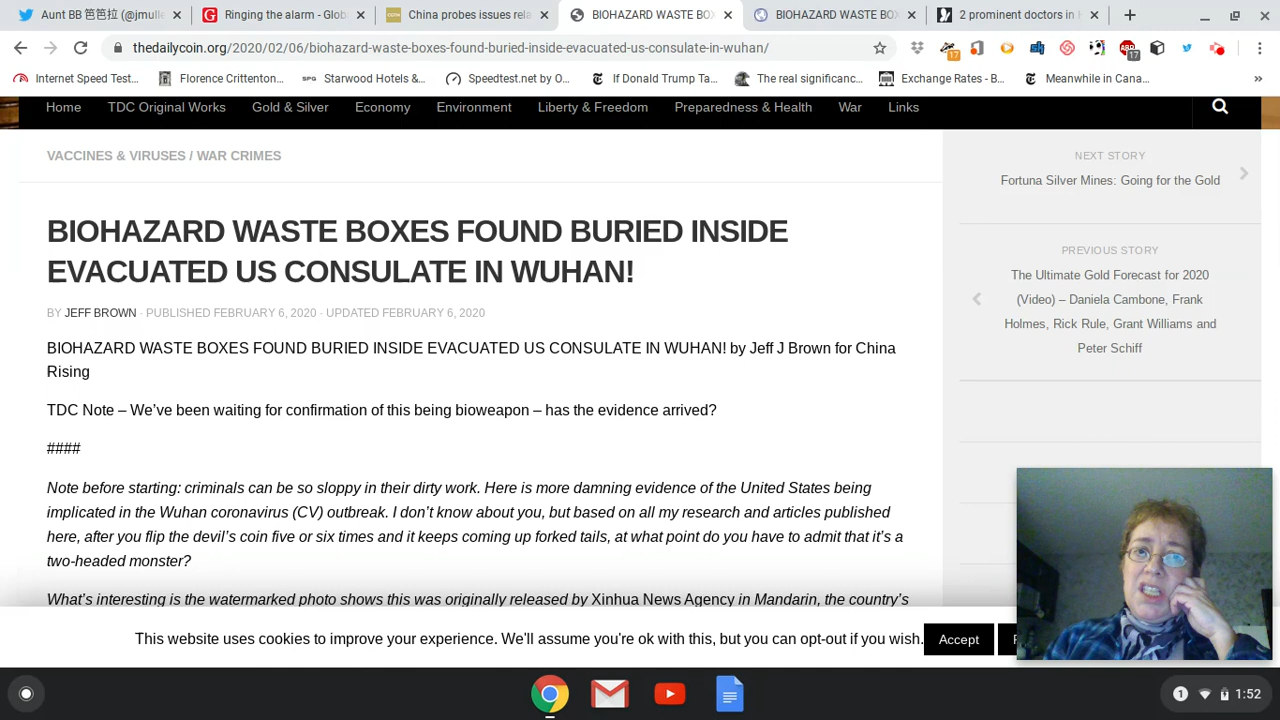 Aunt BB 笆笆拉 (@jmulle
Ringing the alarm - Glob
China probes issues rela
BIOHAZARD WASTE BOX
BIOHAZARD WASTE BOX
2 prominent doctors in
thedailycoin.org/2020/02/06/biohazard-waste-boxes-found-buried-inside-evacuated-us-consulate-in-wuhan/
17
ABP
17
Internet Speed Test...
Florence Crittenton...
SPG
Starwood Hotels &...
Speedtest.net by O...
If Donald Trump Ta...
The real significanc...
Exchange Rates - B...
Meanwhile in Cana...
Home
TDC Original Works
Gold & Silver
Economy
Environment
Liberty & Freedom
Preparedness & Health
War
Links
VACCINES & VIRUSES / WAR CRIMES
BIOHAZARD WASTE BOXES FOUND BURIED INSIDE
EVACUATED US CONSULATE IN WUHAN!
BY JEFF BROWN · PUBLISHED FEBRUARY 6, 2020 · UPDATED FEBRUARY 6, 2020
BIOHAZARD WASTE BOXES FOUND BURIED INSIDE EVACUATED US CONSULATE IN WUHAN! by Jeff J Brown for China
Rising
TDC Note – We've been waiting for confirmation of this being bioweapon – has the evidence arrived?
####
Note before starting: criminals can be so sloppy in their dirty work. Here is more damning evidence of the United States being
implicated in the Wuhan coronavirus (CV) outbreak. I don't know about you, but based on all my research and articles published
here, after you flip the devil's coin five or six times and it keeps coming up forked tails, at what point do you have to admit that it's a
two-headed monster?
What's interesting is the watermarked photo shows this was originally released by Xinhua News Agency in Mandarin, the country's
NEXT STORY
Fortuna Silver Mines: Going for the Gold
PREVIOUS STORY
The Ultimate Gold Forecast for 2020
(Video) – Daniela Cambone, Frank
Holmes, Rick Rule, Grant Williams and
Peter Schiff
This website uses cookies to improve your experience. We'll assume you're ok with this, but you can opt-out if you wish.
Accept
1
1:52